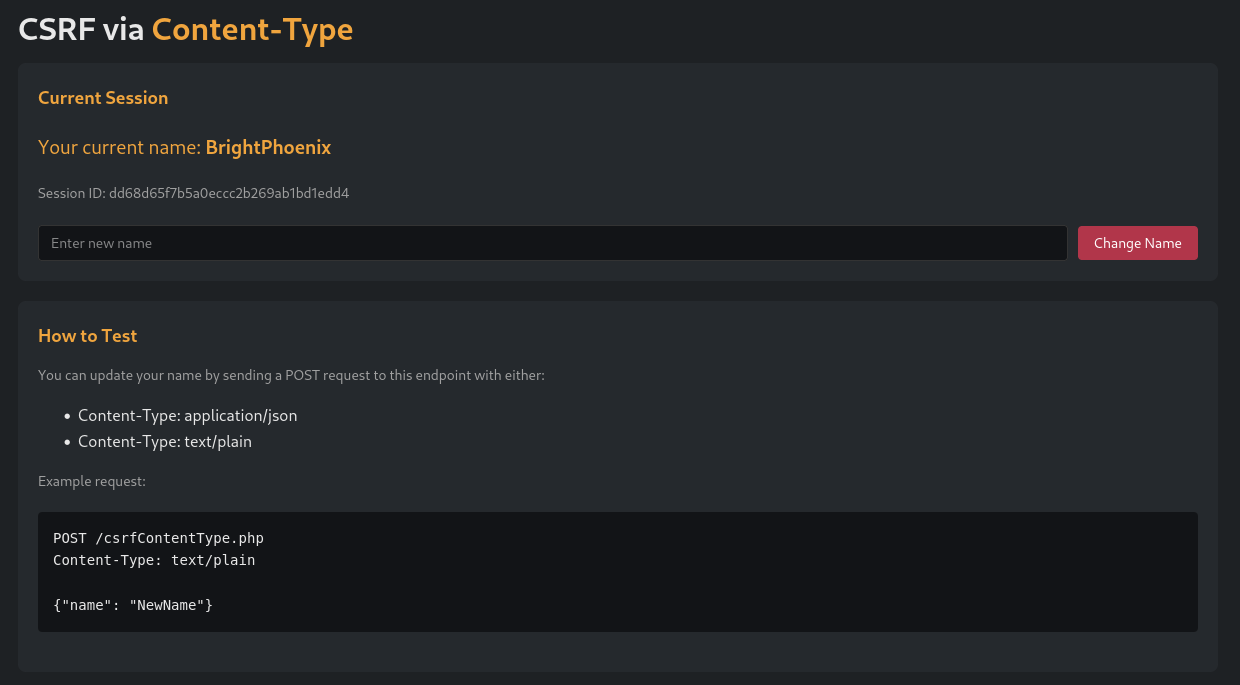 CSRF via Content-Type
Current Session
Your current name: BrightPhoenix
Session ID: dd68d65f7b5a0eccc2b269ab1bd1edd4
Enter new name
Change Name
How to Test
You can update your name by sending a POST request to this endpoint with either:
• Content-Type: application/json
• Content-Type: text/plain
Example request:
POST /csrfContentType.php
Content-Type: text/plain
{"name": "NewName"}